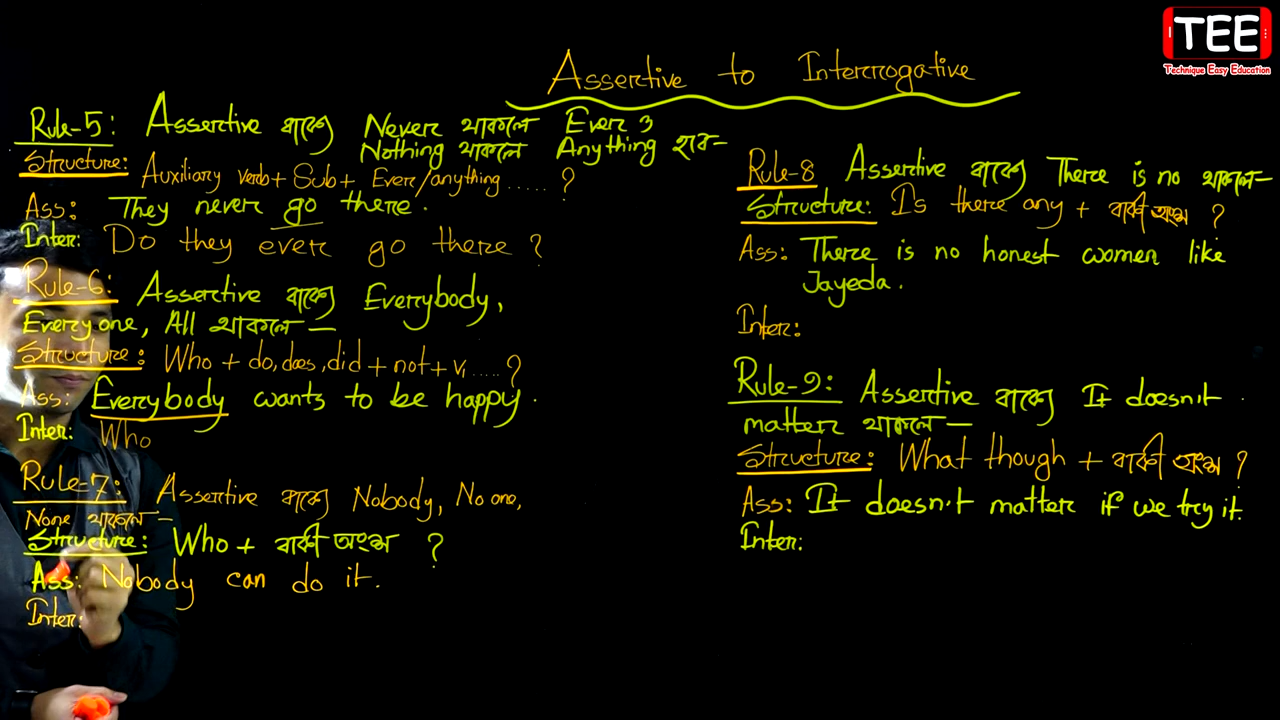 TEE
Technique Easy Education
Assertive to Interrogative
Rule-5: Assertive বাক্যে Never থাকলে Ever ও
Nothing থাকলে Anything হবে-
Structure: Auxiliary verb + Sub + Ever/anything ......?
Ass: They never go there.
Inter: Do they ever go there?
Rule-6: Assertive বাক্যে Everybody,
Everyone, All থাকলে—
Structure: Who + do, does, did + not + v₁ .....?
Ass: Everybody wants to be happy.
Inter: Who
Rule-7: Assertive বাক্যে Nobody, No one,
None থাকলে—
Structure: Who + বাকী অংশ ?
Ass: Nobody can do it.
Inter:
Rule-8 Assertive বাক্যে There is no থাকলে—
Structure: Is there any + বাকী অংশ ?
Ass: There is no honest women like
Jayeda.
Inter:
Rule-9: Assertive বাক্যে It doesn't
matter থাকলে—
Structure: What though + বাকী অংশ ?
Ass: It doesn't matter if we try it.
Inter: